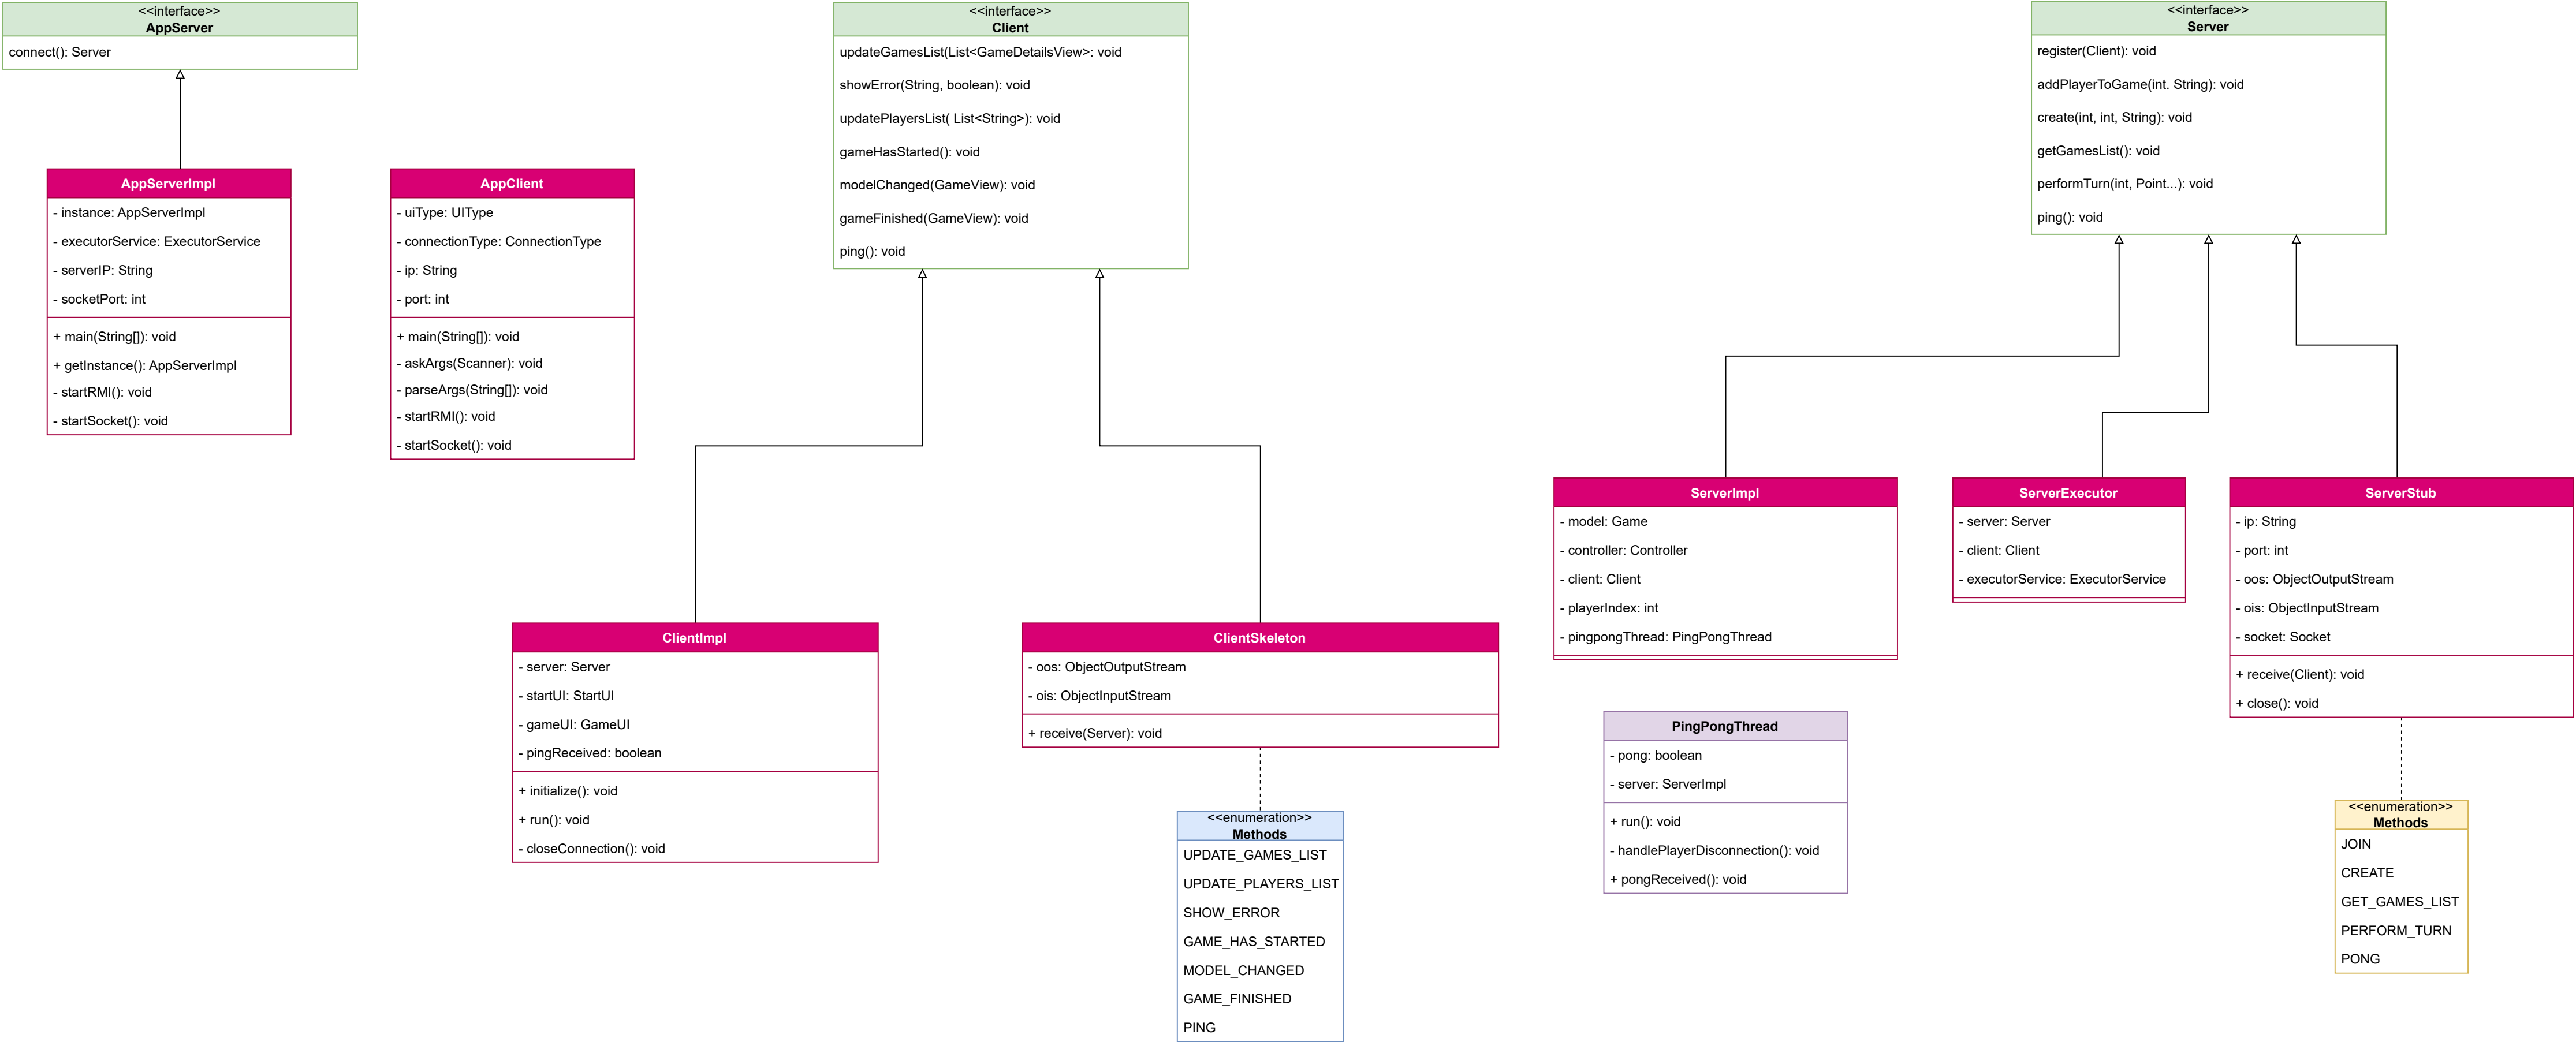 <<interface>>
AppServer
connect(): Server
AppServerImpl
- instance: AppServerImpl
- executorService: ExecutorService
- serverIP: String
- socketPort: int
+ main(String[]): void
+ getInstance(): AppServerImpl
- startRMI(): void
- startSocket(): void
AppClient
- uiType: UIType
- connectionType: ConnectionType
- ip: String
- port: int
+ main(String[]): void
- askArgs(Scanner): void
- parseArgs(String[]): void
- startRMI(): void
- startSocket(): void
<<interface>>
Client
updateGamesList(List<GameDetailsView>: void
showError(String, boolean): void
updatePlayersList( List<String>): void
gameHasStarted(): void
modelChanged(GameView): void
gameFinished(GameView): void
ping(): void
ClientImpl
- server: Server
- startUI: StartUI
- gameUI: GameUI
- pingReceived: boolean
+ initialize(): void
+ run(): void
- closeConnection(): void
ClientSkeleton
- oos: ObjectOutputStream
- ois: ObjectInputStream
+ receive(Server): void
<<enumeration>>
Methods
UPDATE_GAMES_LIST
UPDATE_PLAYERS_LIST
SHOW_ERROR
GAME_HAS_STARTED
MODEL_CHANGED
GAME_FINISHED
PING
<<interface>>
Server
register(Client): void
addPlayerToGame(int. String): void
create(int, int, String): void
getGamesList(): void
performTurn(int, Point...): void
ping(): void
ServerImpl
- model: Game
- controller: Controller
- client: Client
- playerIndex: int
- pingpongThread: PingPongThread
ServerExecutor
- server: Server
- client: Client
- executorService: ExecutorService
ServerStub
- ip: String
- port: int
- oos: ObjectOutputStream
- ois: ObjectInputStream
- socket: Socket
+ receive(Client): void
+ close(): void
PingPongThread
- pong: boolean
- server: ServerImpl
+ run(): void
- handlePlayerDisconnection(): void
+ pongReceived(): void
<<enumeration>>
Methods
JOIN
CREATE
GET_GAMES_LIST
PERFORM_TURN
PONG